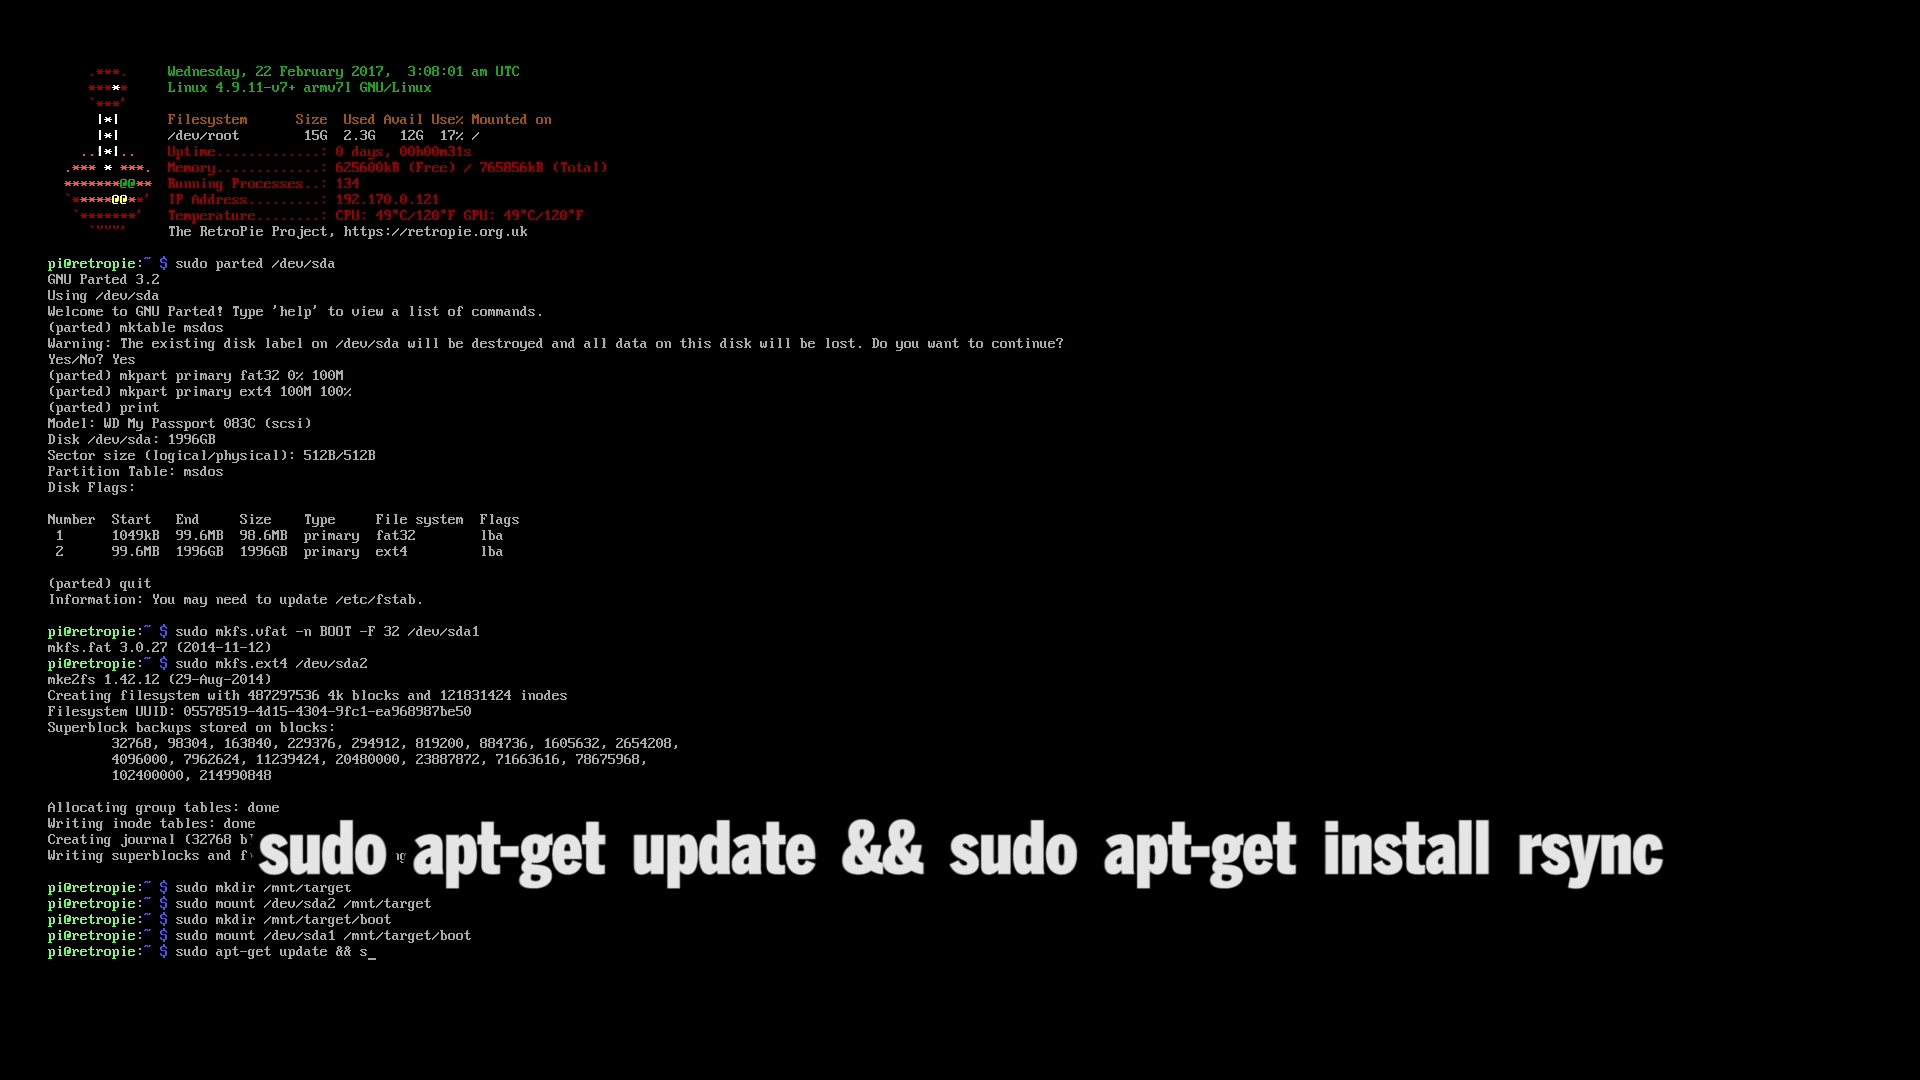 Wednesday, 22 February 2017,  3:08:01 am UTC
Linux 4.9.11-v7+ armv7l GNU/Linux
Filesystem      Size  Used Avail Use% Mounted on
/dev/root        15G  2.3G   12G  17% /
Uptime.............: 0 days, 00h00m31s
Memory.............: 625600kB (Free) / 765856kB (Total)
Running Processes..: 134
IP Address.........: 192.170.0.121
Temperature........: CPU: 49°C/120°F GPU: 49°C/120°F
The RetroPie Project, https://retropie.org.uk
pi@retropie:~ $ sudo parted /dev/sda
GNU Parted 3.2
Using /dev/sda
Welcome to GNU Parted! Type 'help' to view a list of commands.
(parted) mktable msdos
Warning: The existing disk label on /dev/sda will be destroyed and all data on this disk will be lost. Do you want to continue?
Yes/No? Yes
(parted) mkpart primary fat32 0% 100M
(parted) mkpart primary ext4 100M 100%
(parted) print
Model: WD My Passport 083C (scsi)
Disk /dev/sda: 1996GB
Sector size (logical/physical): 512B/512B
Partition Table: msdos
Disk Flags:
Number  Start   End     Size    Type     File system  Flags
1      1049kB  99.6MB  98.6MB  primary  fat32        lba
2      99.6MB  1996GB  1996GB  primary  ext4         lba
(parted) quit
Information: You may need to update /etc/fstab.
pi@retropie:~ $ sudo mkfs.vfat -n BOOT -F 32 /dev/sda1
mkfs.fat 3.0.27 (2014-11-12)
pi@retropie:~ $ sudo mkfs.ext4 /dev/sda2
mke2fs 1.42.12 (29-Aug-2014)
Creating filesystem with 487297536 4k blocks and 121831424 inodes
Filesystem UUID: 05578519-4d15-4304-9fc1-ea968987be50
Superblock backups stored on blocks:
32768, 98304, 163840, 229376, 294912, 819200, 884736, 1605632, 2654208,
4096000, 7962624, 11239424, 20480000, 23887872, 71663616, 78675968,
102400000, 214990848
Allocating group tables: done
Writing inode tables: done
Creating journal (32768
Writing superblocks and
sudo apt-get update && sudo apt-get install rsync
pi@retropie:~ $ sudo mkdir /mnt/target
pi@retropie:~ $ sudo mount /dev/sda2 /mnt/target
pi@retropie:~ $ sudo mkdir /mnt/target/boot
pi@retropie:~ $ sudo mount /dev/sda1 /mnt/target/boot
pi@retropie:~ $ sudo apt-get update && s_